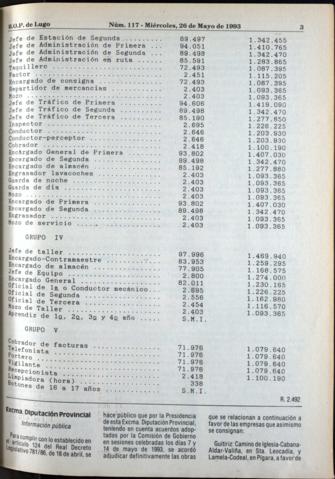 B.O.P. de Lugo Núm. 117 - Miércoles, 26 de Mayo de 1993 3
Jefe de Estación de Segunda 89.497 1.342.455
Jefe de Administración de Primera 94.051 1.410.765
Jefe de Administración de Segunda 89.498 1.342.470
Jefe de Administración en ruta 85.591 1.283.865
Taquillero 72.493 1.087.395
Factor 2.451 1.115.205
Encargado de consigna 72.493 1.087.395
Repartidor de mercancías 2.403 1.093.365
Mozo 2.403 1.093.365
Jefe de Tráfico de Primera 94.606 1.419.090
Jefe de Tráfico de Segunda 89.498 1.342.470
Jefe de Tráfico de Tercera 85.190 1.277.850
Inspector 2.695 1.226.225
Conductor 2.646 1.203.930
Conductor-perceptor 2.646 1.203.930
Cobrador 2.418 1.100.190
Encargado General de Primera 93.802 1.407.030
Encargado de Segunda 89.498 1.342.470
Encargado de almacén 85.192 1.277.880
Engrasador lavacoches 2.403 1.093.365
Guarda de noche 2.403 1.093.365
Guarda de día 2.403 1.093.365
Mozo 2.403 1.093.365
Encargado de Primera 93.802 1.407.030
Encargado de Segunda 89.498 1.342.470
Engrasador 2.403 1.093.365
Mozo de servicio 2.403 1.093.365
GRUPO IV
Jefe de taller 97.996 1.469.940
Encargado-Contramaestre 83.953 1.259.295
Encargado de almacén 77.905 1.168.575
Jefe de Equipo 2.800 1.274.000
Encargado General 82.011 1.230.165
Oficial de 1a o Conductor mecánico 2.695 1.226.225
Oficial de Segunda 2.556 1.162.980
Oficial de Tercera 2.454 1.116.570
Mozo de Taller 2.403 1.093.365
Aprendiz de 1º, 2º, 3º y 4º año S.M.I.
GRUPO V
Cobrador de facturas 71.976 1.079.640
Telefonista 71.976 1.079.640
Portero 71.976 1.079.640
Vigilante 71.976 1.079.640
Recepcionista 2.418 1.100.190
Limpiadora (hora) 338
Botones de 16 a 17 años S.M.I.
R. 2.492
Excma. Diputación Provincial
Información pública
Para cumplir con lo establecido en
el artículo 124 del Real Decreto
Legislativo 781/86, de 18 de abril, se
hace público que por la Presidencia
de esta Excma. Diputación Provincial,
teniendo en cuenta acuerdos adop-
tados por la Comisión de Gobierno
en sesiones celebradas los días 7 y
14 de mayo de 1993, se acordó
adjudicar definitivamente las obras
que se relacionan a continuación a
favor de las empresas que asimismo
se consignan:
Guitiriz: Camino de Iglesia-Cabana-
Aldar-Valiña, en Sta. Leocadia, y
Lamela-Codeal, en Pígara, a favor de